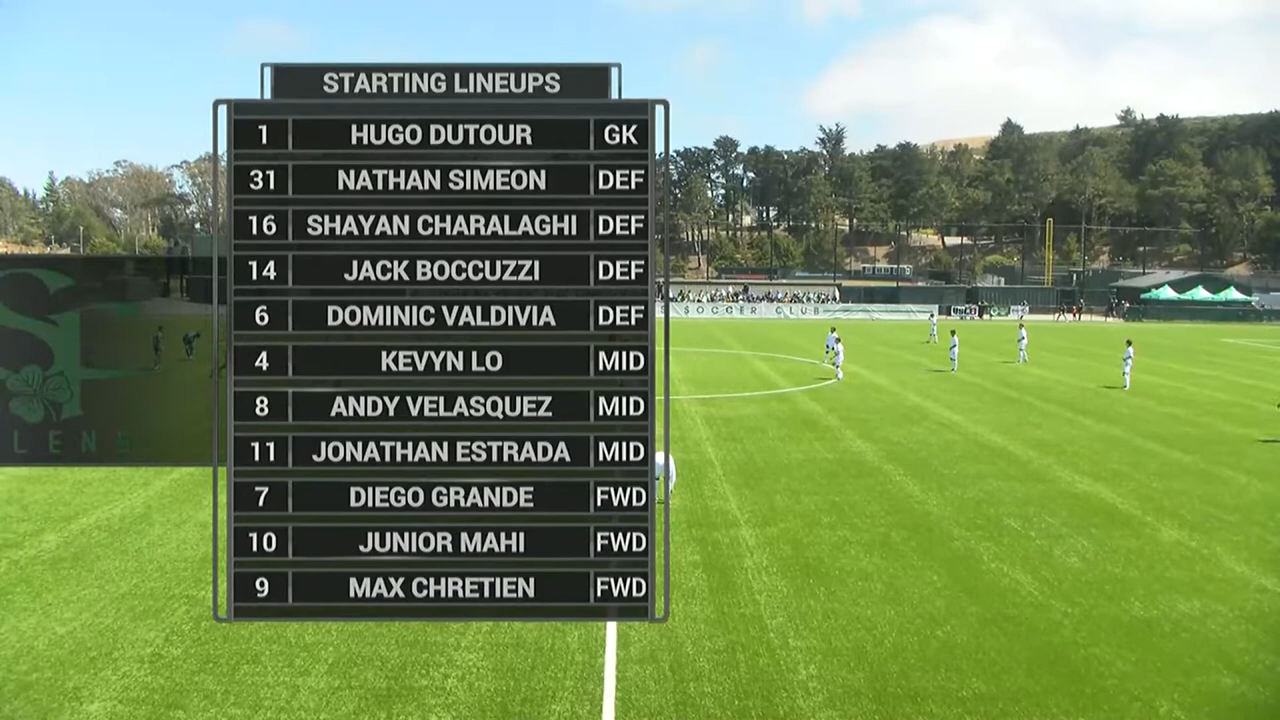 STARTING LINEUPS
1 HUGO DUTOUR GK
31 NATHAN SIMEON DEF
16 SHAYAN CHARALAGHI DEF
14 JACK BOCCUZZI DEF
6 DOMINIC VALDIVIA DEF
4 KEVYN LO MID
8 ANDY VELASQUEZ MID
11 JONATHAN ESTRADA MID
7 DIEGO GRANDE FWD
10 JUNIOR MAHI FWD
9 MAX CHRETIEN FWD
SOCCER CLUB
SF
LENS